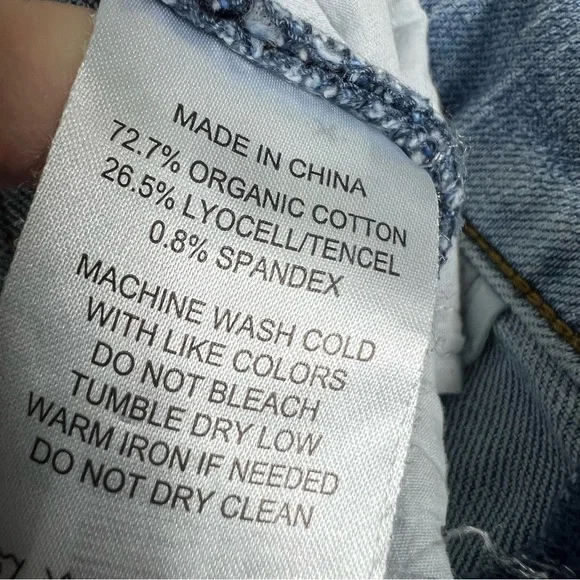 MADE IN CHINA
72.7% ORGANIC COTTON
26.5% LYOCELL/TENCEL
0.8% SPANDEX
MACHINE WASH COLD
WITH LIKE COLORS
DO NOT BLEACH
TUMBLE DRY LOW
WARM IRON IF NEEDED
DO NOT DRY CLEAN